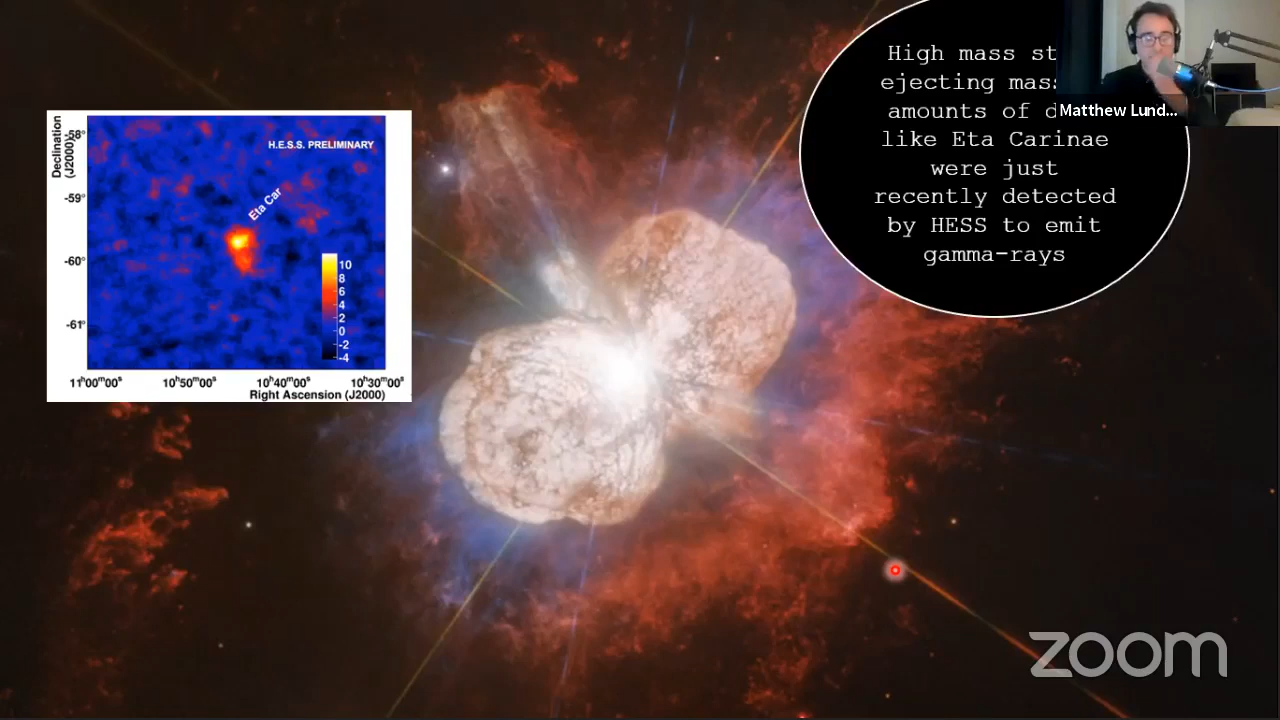 High mass
ejecting
amounts of
like Eta Carinae
were just
recently detected
by HESS to emit
gamma-rays
Matthew Lund...
Declination
(J2000)
-58°
-59°
-60°
-61°
H.E.S.S. PRELIMINARY
Eta Car
10
8
6
4
2
0
-2
-4
11h00m00s 10h50m00s 10h40m00s 10h30m00s
Right Ascension (J2000)
zoom